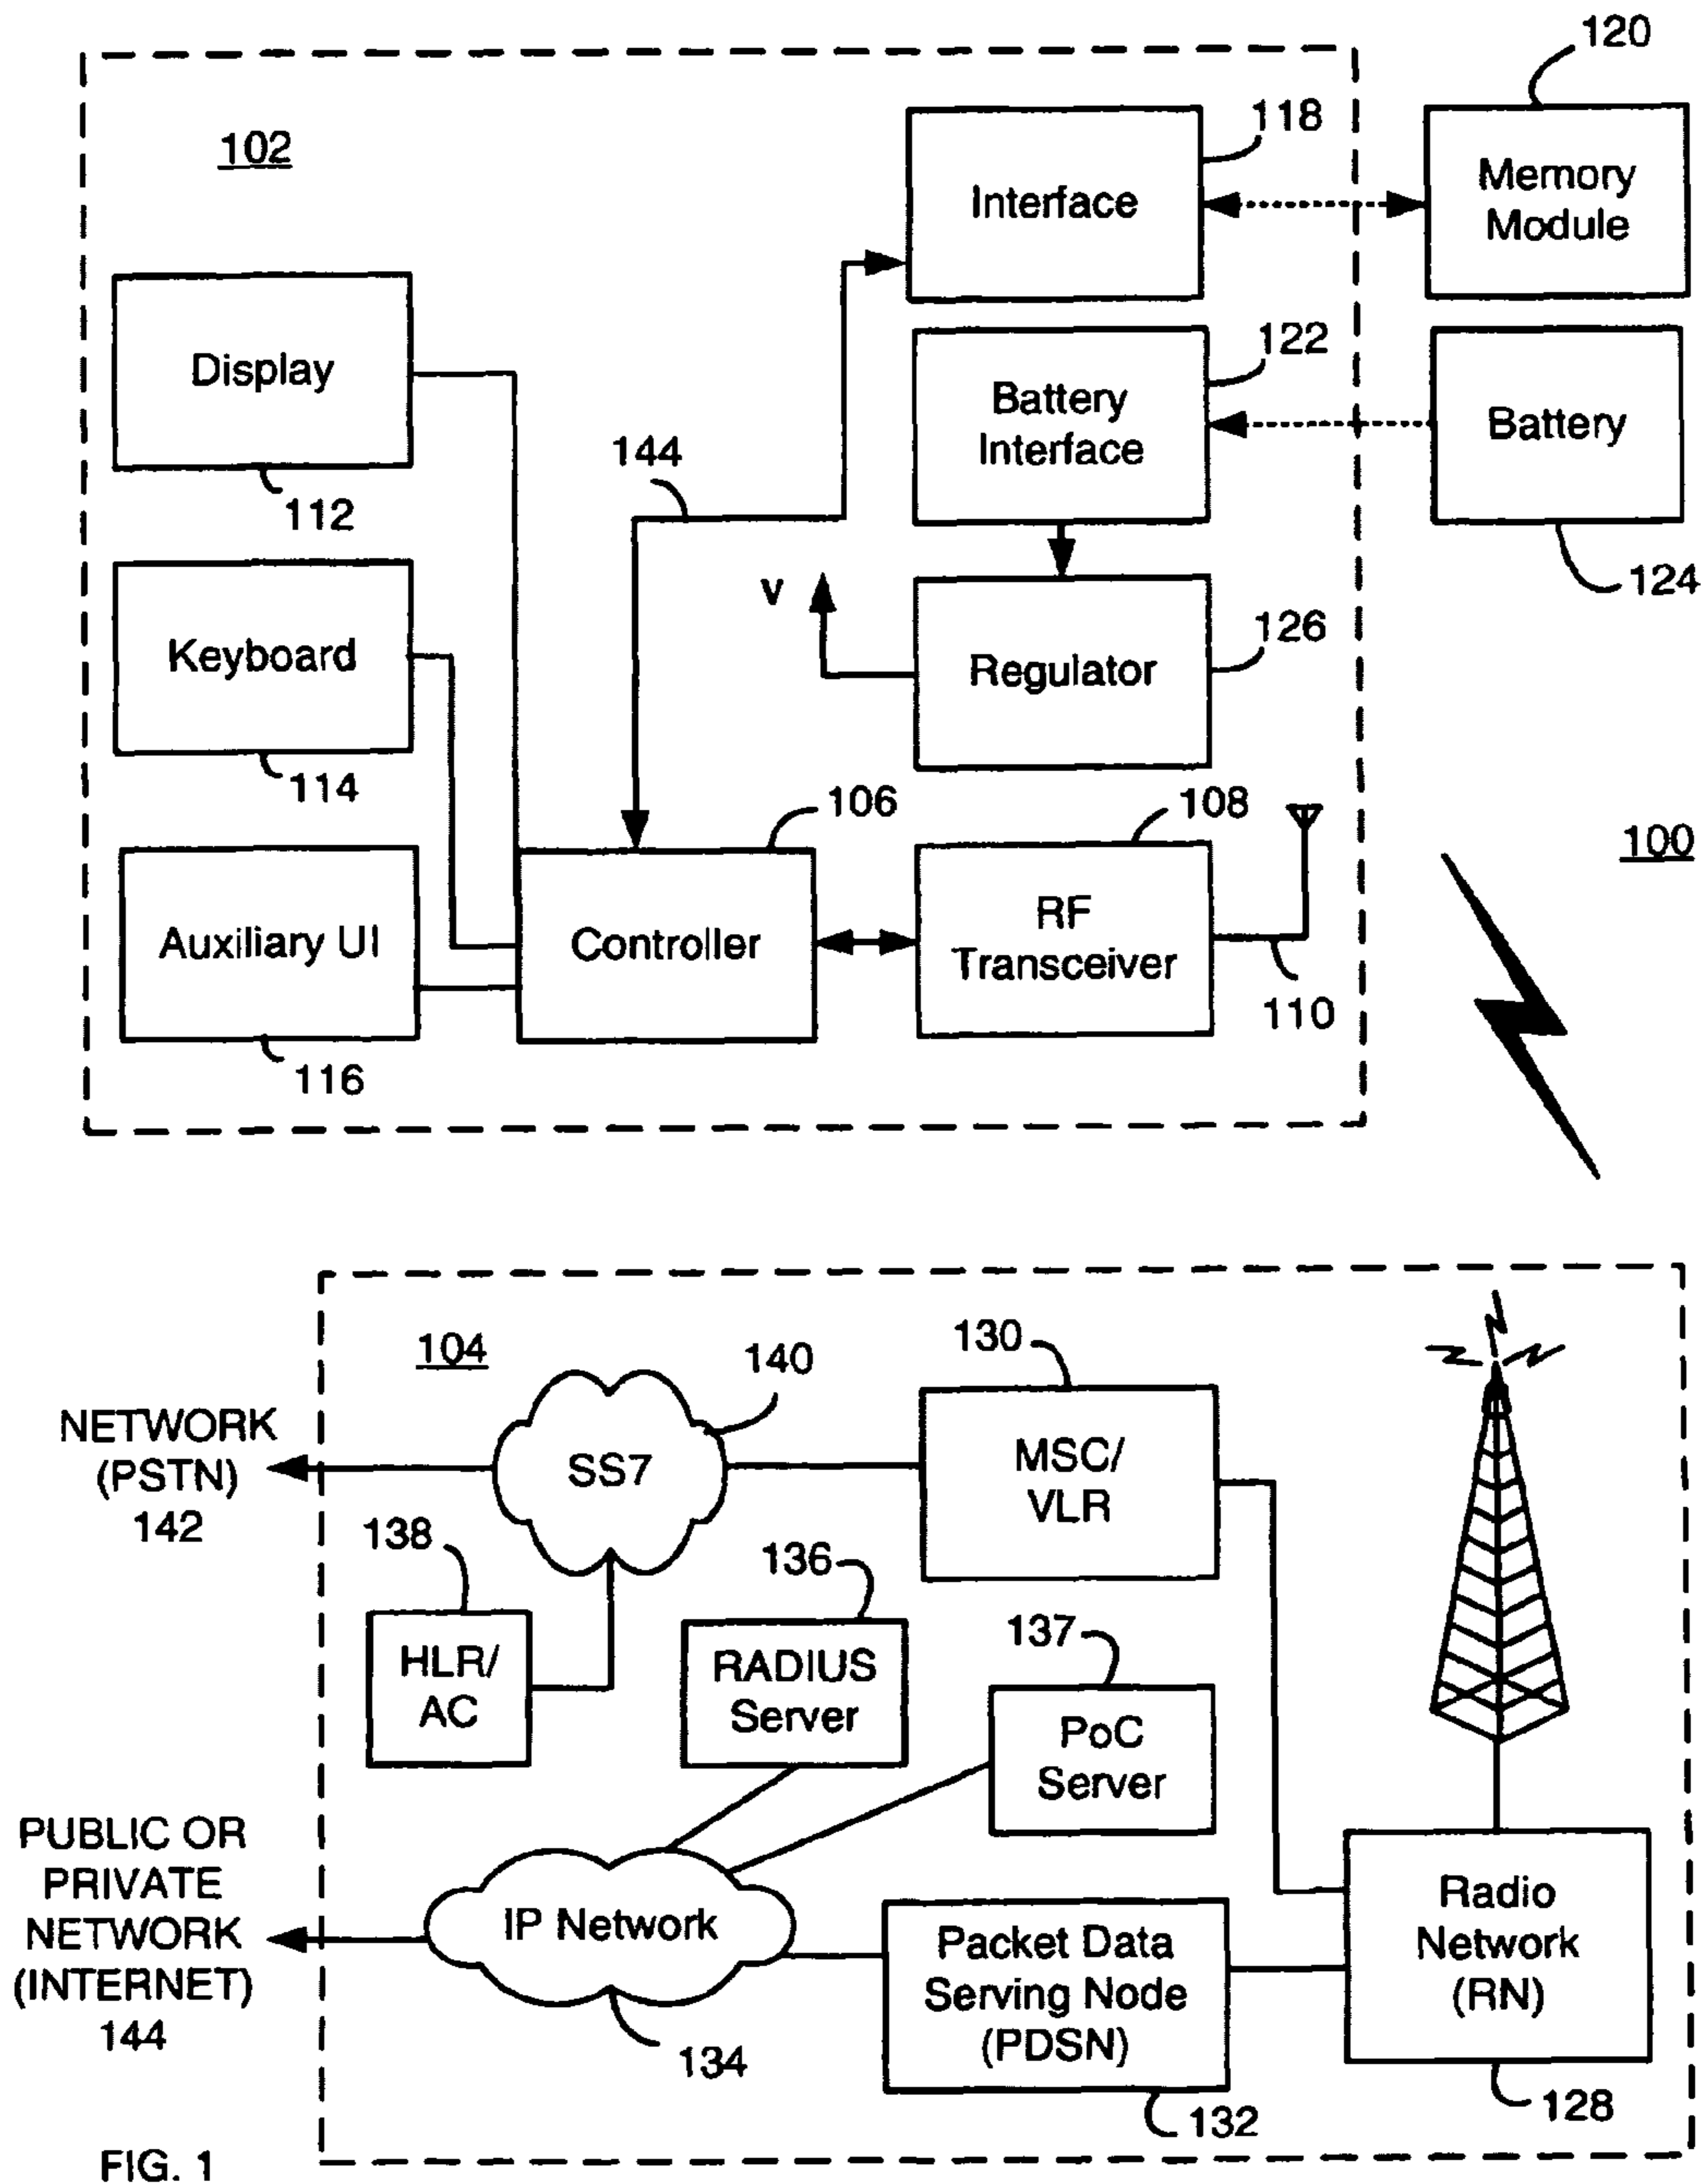 120
102
118
Interface
Memory
Module
Display
122
Battery
Interface
Battery
144
112
124
V
126
Keyboard
Regulator
114
106
108
100
Auxiliary UI
Controller
RF
Transceiver
110
116
104
140
130
NETWORK
(PSTN)
142
SS7
MSC/
VLR
138
136
137
HLR/
AC
RADIUS
Server
PoC
Server
PUBLIC OR
PRIVATE
NETWORK
(INTERNET)
144
IP Network
Packet Data
Serving Node
(PDSN)
Radio
Network
(RN)
134
132
128
FIG. 1